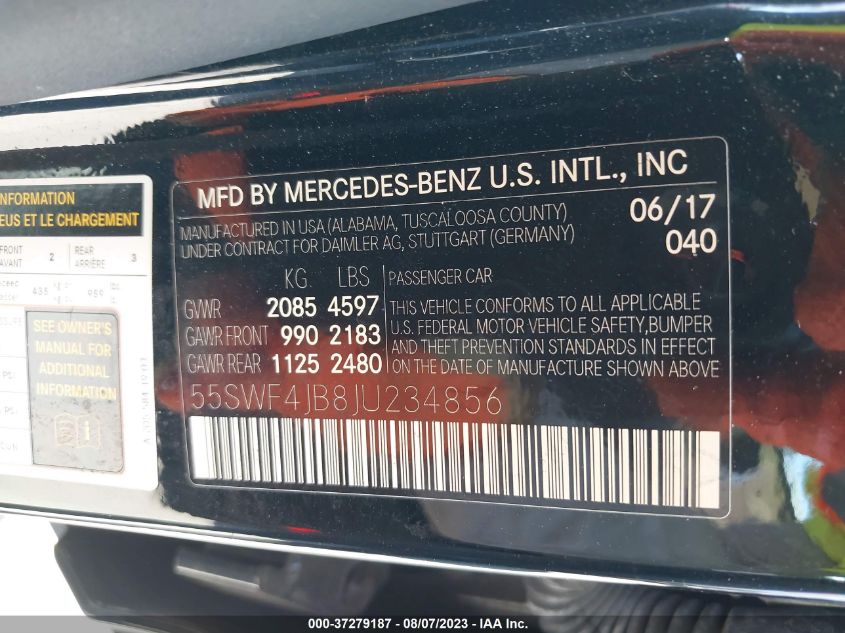 MFD BY MERCEDES-BENZ U.S. INTL., INC
MANUFACTURED IN USA (ALABAMA, TUSCALOOSA COUNTY)
UNDER CONTRACT FOR DAIMLER AG, STUTTGART (GERMANY)
06/17
040
KG LBS
GVWR 2085 4597
GAWR FRONT 990 2183
GAWR REAR 1125 2480
PASSENGER CAR
THIS VEHICLE CONFORMS TO ALL APPLICABLE
U.S. FEDERAL MOTOR VEHICLE SAFETY,BUMPER
AND THEFT PREVENTION STANDARDS IN EFFECT
ON THE DATE OF MANUFACTURE SHOWN ABOVE
55SWF4JB8JU234856
INFORMATION
ET LE CHARGEMENT
FRONT 2 REAR 3
AVANT ARRIÈRE
435 959
SEE OWNER'S
MANUAL FOR
ADDITIONAL
INFORMATION
000-37279187 - 08/07/2023 - IAA Inc.